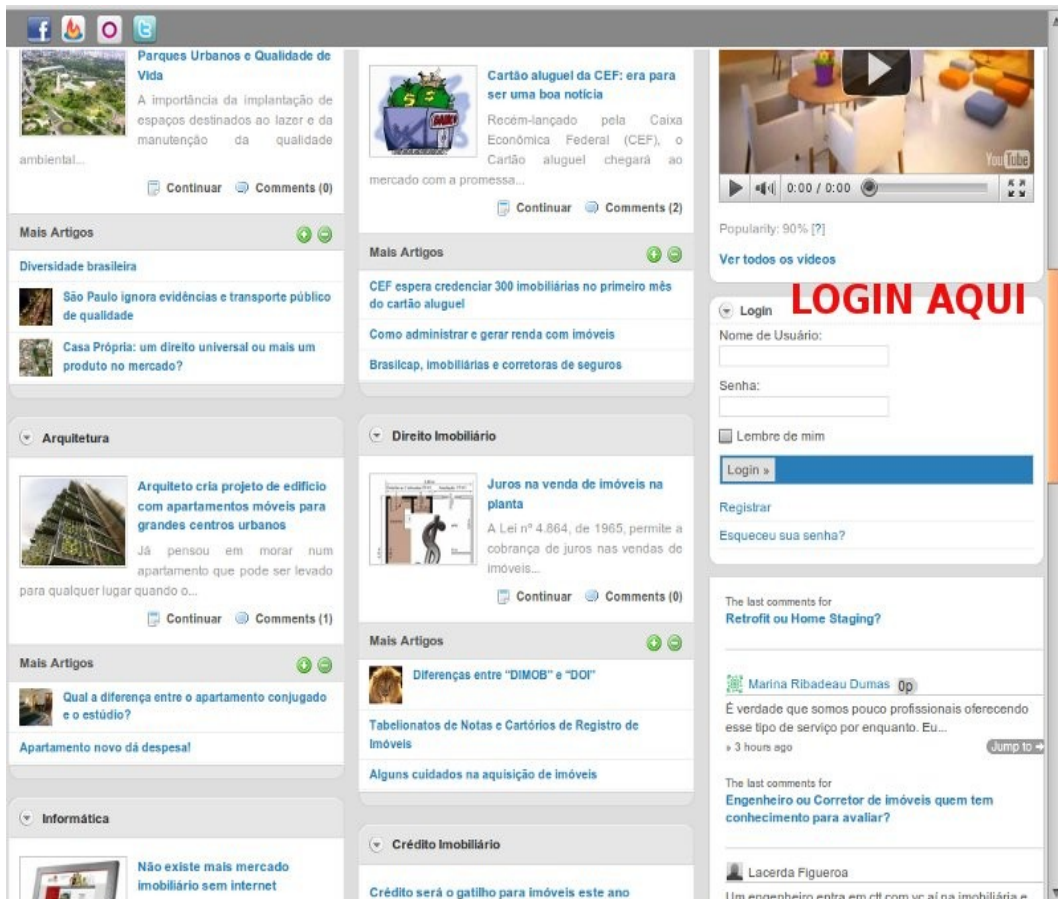 Parques Urbanos e Qualidade de
Vida
A importância da implantação de
espaços destinados ao lazer e da
manutenção da qualidade
ambiental...
Continuar Comments (0)
Mais Artigos
Diversidade brasileira
São Paulo ignora evidências e transporte público
de qualidade
Casa Própria: um direito universal ou mais um
produto no mercado?
Arquitetura
Arquiteto cria projeto de edifício
com apartamentos móveis para
grandes centros urbanos
Já pensou em morar num
apartamento que pode ser levado
para qualquer lugar quando o...
Continuar Comments (1)
Mais Artigos
Qual a diferença entre o apartamento conjugado
e o estúdio?
Apartamento novo dá despesa!
Informática
Não existe mais mercado
imobiliário sem internet
Cartão aluguel da CEF: era para
ser uma boa notícia
Recém-lançado pela Caixa
Econômica Federal (CEF), o
Cartão aluguel chegará ao
mercado com a promessa...
Continuar Comments (2)
Mais Artigos
CEF espera credenciar 300 imobiliárias no primeiro mês
do cartão aluguel
Como administrar e gerar renda com imóveis
Brasilcap, imobiliárias e corretoras de seguros
Direito Imobiliário
Juros na venda de imóveis na
planta
A Lei nº 4.864, de 1965, permite a
cobrança de juros nas vendas de
imóveis...
Continuar Comments (0)
Mais Artigos
Diferenças entre “DIMOB” e “DOI”
Tabelionatos de Notas e Cartórios de Registro de
Imóveis
Alguns cuidados na aquisição de imóveis
Crédito Imobiliário
Crédito será o gatilho para imóveis este ano
YouTube
0:00 / 0:00
Popularity: 90% [?]
Ver todos os vídeos
LOGIN AQUI
Login
Nome de Usuário:
Senha:
Lembre de mim
Login »
Registrar
Esqueceu sua senha?
The last comments for
Retrofit ou Home Staging?
Marina Ribadeau Dumas 0p
É verdade que somos pouco profissionais oferecendo
esse tipo de serviço por enquanto. Eu...
» 3 hours ago Jump to
The last comments for
Engenheiro ou Corretor de imóveis quem tem
conhecimento para avaliar?
Lacerda Figueroa
Um engenheiro entra em ctt com vc aí na imobiliária e